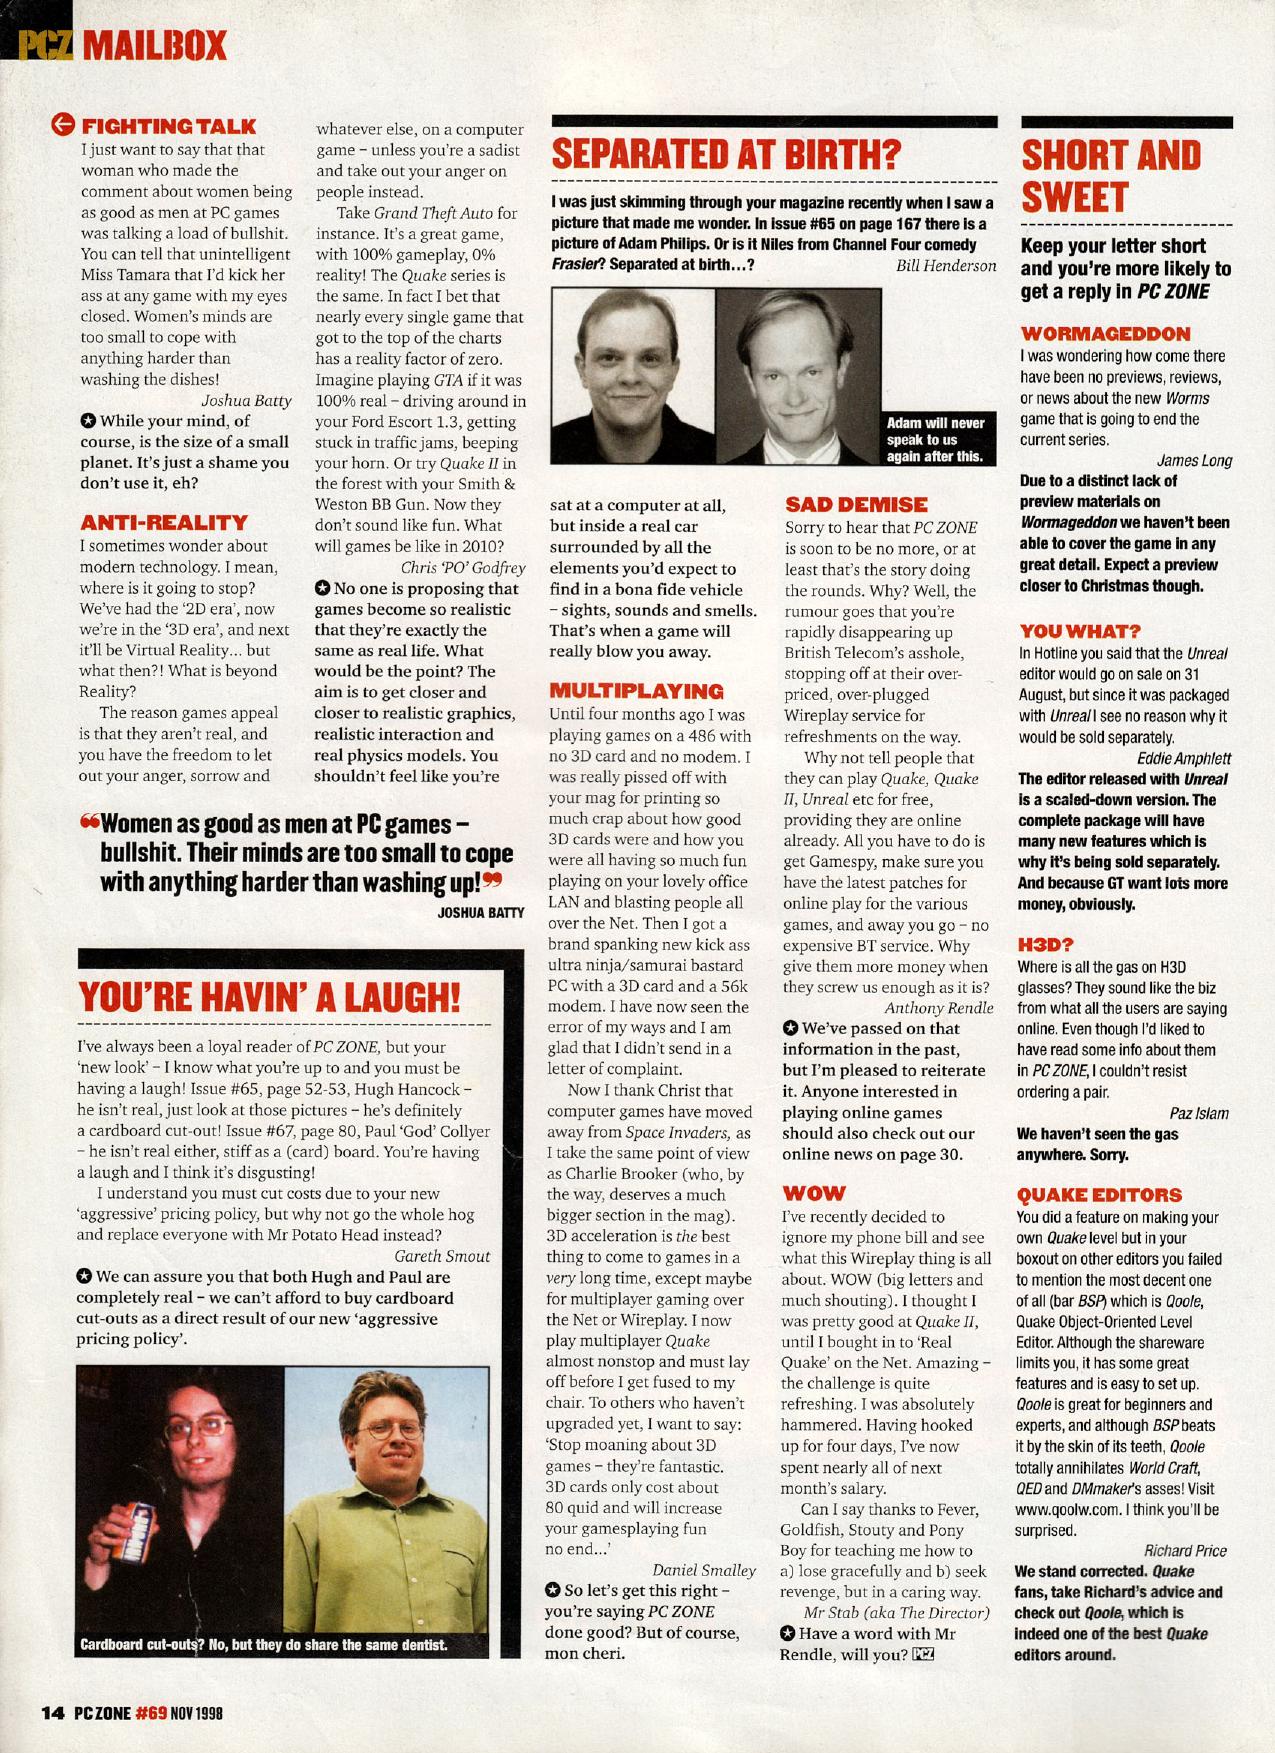 PCZ MAILBOX
FIGHTING TALK
I just want to say that that
woman who made the
comment about women being
as good as men at PC games
was talking a load of bullshit.
You can tell that unintelligent
Miss Tamara that I'd kick her
ass at any game with my eyes
closed. Women's minds are
too small to cope with
anything harder than
washing the dishes!
Joshua Batty
While your mind, of
course, is the size of a small
planet. It's just a shame you
don't use it, eh?
ANTI-REALITY
I sometimes wonder about
modern technology. I mean,
where is it going to stop?
We've had the '2D era', now
we're in the '3D era', and next
it'll be Virtual Reality... but
what then?! What is beyond
Reality?
The reason games appeal
is that they aren't real, and
you have the freedom to let
out your anger, sorrow and
whatever else, on a computer
game – unless you're a sadist
and take out your anger on
people instead.
Take Grand Theft Auto for
instance. It's a great game,
with 100% gameplay, 0%
reality! The Quake series is
the same. In fact I bet that
nearly every single game that
got to the top of the charts
has a reality factor of zero.
Imagine playing GTA if it was
100% real – driving around in
your Ford Escort 1.3, getting
stuck in traffic jams, beeping
your horn. Or try Quake II in
the forest with your Smith &
Weston BB Gun. Now they
don't sound like fun. What
will games be like in 2010?
Chris 'PO' Godfrey
No one is proposing that
games become so realistic
that they're exactly the
same as real life. What
would be the point? The
aim is to get closer and
closer to realistic graphics,
realistic interaction and
real physics models. You
shouldn't feel like you're
“Women as good as men at PC games –
bullshit. Their minds are too small to cope
with anything harder than washing up!”
JOSHUA BATTY
YOU'RE HAVIN' A LAUGH!
I've always been a loyal reader of PC ZONE, but your
'new look' – I know what you're up to and you must be
having a laugh! Issue #65, page 52-53, Hugh Hancock –
he isn't real, just look at those pictures – he's definitely
a cardboard cut-out! Issue #67, page 80, Paul 'God' Collyer
– he isn't real either, stiff as a (card) board. You're having
a laugh and I think it's disgusting!
I understand you must cut costs due to your new
'aggressive' pricing policy, but why not go the whole hog
and replace everyone with Mr Potato Head instead?
Gareth Smout
We can assure you that both Hugh and Paul are
completely real – we can't afford to buy cardboard
cut-outs as a direct result of our new 'aggressive
pricing policy'.
Cardboard cut-outs? No, but they do share the same dentist.
SEPARATED AT BIRTH?
I was just skimming through your magazine recently when I saw a
picture that made me wonder. In issue #65 on page 167 there is a
picture of Adam Philips. Or is it Niles from Channel Four comedy
Frasier? Separated at birth...? Bill Henderson
Adam will never
speak to us
again after this.
sat at a computer at all,
but inside a real car
surrounded by all the
elements you'd expect to
find in a bona fide vehicle
– sights, sounds and smells.
That's when a game will
really blow you away.
MULTIPLAYING
Until four months ago I was
playing games on a 486 with
no 3D card and no modem. I
was really pissed off with
your mag for printing so
much crap about how good
3D cards were and how you
were all having so much fun
playing on your lovely office
LAN and blasting people all
over the Net. Then I got a
brand spanking new kick ass
ultra ninja/samurai bastard
PC with a 3D card and a 56k
modem. I have now seen the
error of my ways and I am
glad that I didn't send in a
letter of complaint.
Now I thank Christ that
computer games have moved
away from Space Invaders, as
I take the same point of view
as Charlie Brooker (who, by
the way, deserves a much
bigger section in the mag).
3D acceleration is the best
thing to come to games in a
very long time, except maybe
for multiplayer gaming over
the Net or Wireplay. I now
play multiplayer Quake
almost nonstop and must lay
off before I get fused to my
chair. To others who haven't
upgraded yet, I want to say:
'Stop moaning about 3D
games – they're fantastic.
3D cards only cost about
80 quid and will increase
your gamesplaying fun
no end...'
Daniel Smalley
So let's get this right –
you're saying PC ZONE
done good? But of course,
mon cheri.
SAD DEMISE
Sorry to hear that PC ZONE
is soon to be no more, or at
least that's the story doing
the rounds. Why? Well, the
rumour goes that you're
rapidly disappearing up
British Telecom's asshole,
stopping off at their over-
priced, over-plugged
Wireplay service for
refreshments on the way.
Why not tell people that
they can play Quake, Quake
II, Unreal etc for free,
providing they are online
already. All you have to do is
get Gamespy, make sure you
have the latest patches for
online play for the various
games, and away you go – no
expensive BT service. Why
give them more money when
they screw us enough as it is?
Anthony Rendle
We've passed on that
information in the past,
but I'm pleased to reiterate
it. Anyone interested in
playing online games
should also check out our
online news on page 30.
WOW
I've recently decided to
ignore my phone bill and see
what this Wireplay thing is all
about. WOW (big letters and
much shouting). I thought I
was pretty good at Quake II,
until I bought in to 'Real
Quake' on the Net. Amazing –
the challenge is quite
refreshing. I was absolutely
hammered. Having hooked
up for four days, I've now
spent nearly all of next
month's salary.
Can I say thanks to Fever,
Goldfish, Stouty and Pony
Boy for teaching me how to
a) lose gracefully and b) seek
revenge, but in a caring way.
Mr Stab (aka The Director)
Have a word with Mr
Rendle, will you? PCZ
SHORT AND
SWEET
Keep your letter short
and you're more likely to
get a reply in PC ZONE
WORMAGEDDON
I was wondering how come there
have been no previews, reviews,
or news about the new Worms
game that is going to end the
current series.
James Long
Due to a distinct lack of
preview materials on
Wormageddon we haven't been
able to cover the game in any
great detail. Expect a preview
closer to Christmas though.
YOU WHAT?
In Hotline you said that the Unreal
editor would go on sale on 31
August, but since it was packaged
with Unreal I see no reason why it
would be sold separately.
Eddie Amphlett
The editor released with Unreal
is a scaled-down version. The
complete package will have
many new features which is
why it's being sold separately.
And because GT want lots more
money, obviously.
H3D?
Where is all the gas on H3D
glasses? They sound like the biz
from what all the users are saying
online. Even though I'd liked to
have read some info about them
in PC ZONE, I couldn't resist
ordering a pair.
Paz Islam
We haven't seen the gas
anywhere. Sorry.
QUAKE EDITORS
You did a feature on making your
own Quake level but in your
boxout on other editors you failed
to mention the most decent one
of all (bar BSP) which is Qoole,
Quake Object-Oriented Level
Editor. Although the shareware
limits you, it has some great
features and is easy to set up.
Qoole is great for beginners and
experts, and although BSP beats
it by the skin of its teeth, Qoole
totally annihilates World Craft,
QED and DMmaker's asses! Visit
www.qoolw.com. I think you'll be
surprised.
Richard Price
We stand corrected. Quake
fans, take Richard's advice and
check out Qoole, which is
indeed one of the best Quake
editors around.
14 PC ZONE #69 NOV 1998